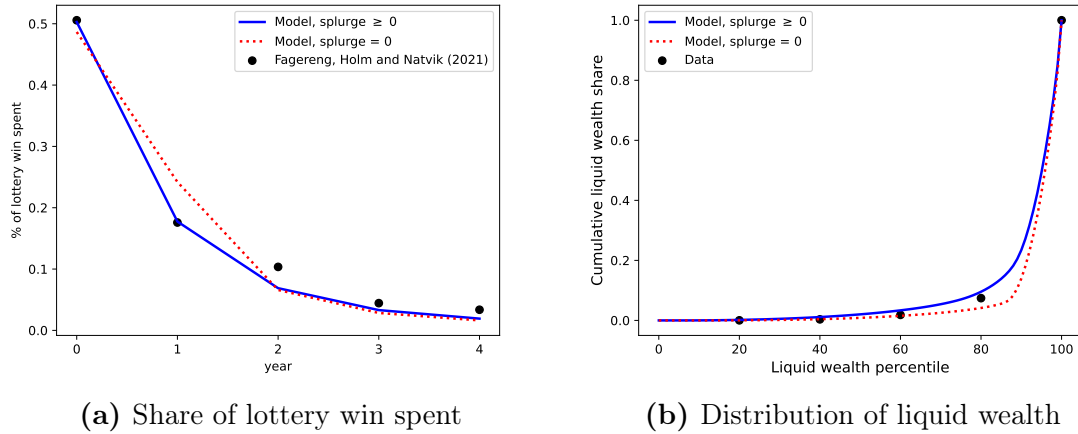 Model, splurge ≥ 0
Model, splurge = 0
Fagereng, Holm and Natvik (2021)
% of lottery win spent
0.5
0.4
0.3
0.2
0.1
0.0
0 1 2 3 4
year
(a) Share of lottery win spent
Model, splurge ≥ 0
Model, splurge = 0
Data
Cumulative liquid wealth share
1.0
0.8
0.6
0.4
0.2
0.0
0 20 40 60 80 100
Liquid wealth percentile
(b) Distribution of liquid wealth